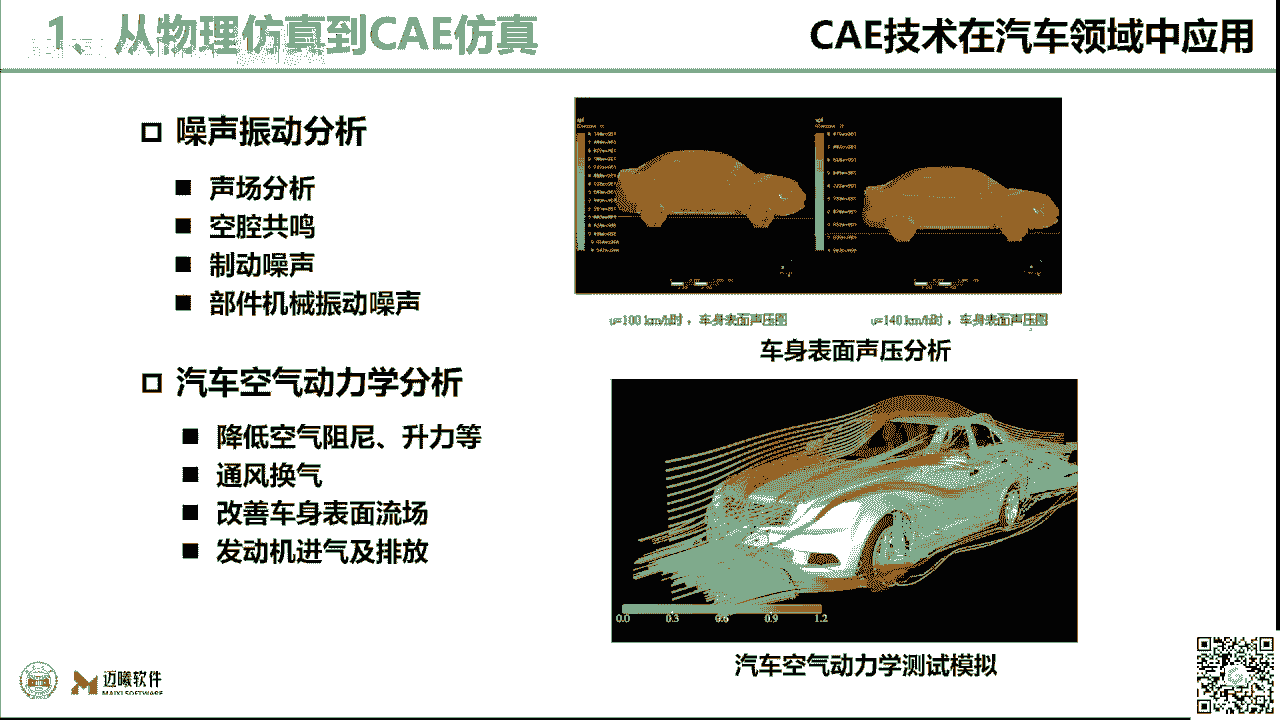 1、从物理仿真到CAE仿真
CAE技术在汽车领域中应用
噪声振动分析
声场分析
空腔共鸣
制动噪声
部件机械振动噪声
汽车空气动力学分析
降低空气阻尼、升力等
通风换气
改善车身表面流场
发动机进气及排放
u=100 km/h时，车身表面声压图
u=140 km/h时，车身表面声压图
车身表面声压分析
0.0 0.3 0.6 0.9 1.2
汽车空气动力学测试模拟
迈曦软件
MAIXI SOFTWARE